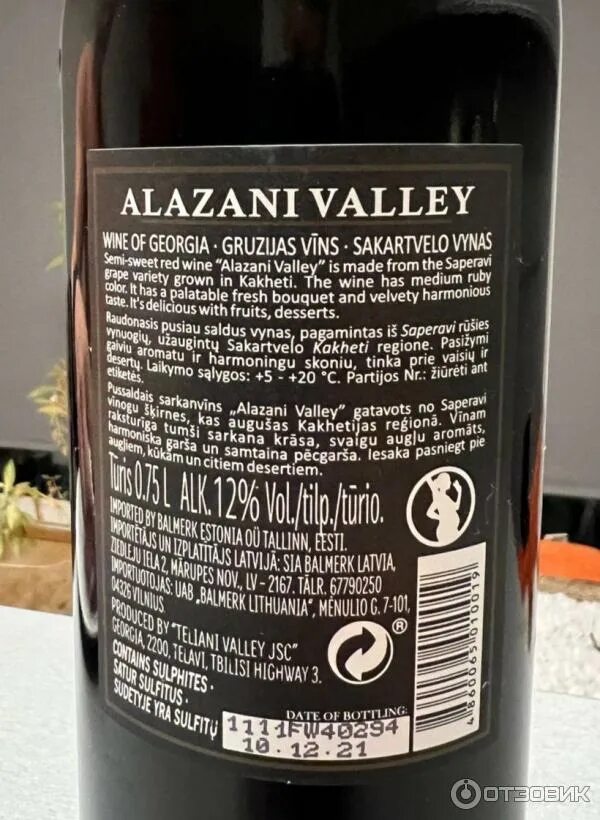 ALAZANI VALLEY
WINE OF GEORGIA · GRUZIJAS VĪNS · SAKARTVELO VYNAS
Semi-sweet red wine "Alazani Valley" is made from the Saperavi
grape variety grown in Kakheti. The wine has medium ruby
color. It has a palatable fresh bouquet and velvety harmonious
taste. It's delicious with fruits, desserts.
Raudonasis pusiau saldus vynas, pagamintas iš Saperavi rūšies
vynuogių, užaugintų Sakartvelo Kakheti regione. Pasižymi
gaiviu aromatu ir harmoningu skoniu, tinka prie vaisių ir
desertų. Laikymo sąlygos: +5 - +20 °C. Partijos Nr.: žiūrėti ant
etiketės.
Pussaldais sarkanvīns „Alazani Valley" gatavots no Saperavi
vīnogu šķirnes, kas augušas Kakhetijas reģionā. Vīnam
raksturīga tumši sarkana krāsa, svaigu augļu aromāts,
harmoniska garša un samtaina pēcgarša. Iesaka pasniegt pie
augļiem, kūkām un citiem desertiem.
Tūris 0.75 L ALK. 12% Vol./tilp./tūrio.
IMPORTED BY BALMERK ESTONIA OÜ TALLINN, EESTI.
IMPORTĒTĀJS UN IZPLATĪTĀJS LATVIJĀ: SIA BALMERK LATVIA,
ZIEDLEJU IELA 2, MĀRUPES NOV., LV - 2167. TĀLR. 67790250
IMPORTUOTOJAS: UAB „BALMERK LITHUANIA", MĖNULIO G. 7-101,
04326 VILNIUS
PRODUCED BY "TELIANI VALLEY JSC"
GEORGIA, 2200, TELAVI, TBILISI HIGHWAY 3.
CONTAINS SULPHITES ·
SATUR SULFITUS ·
SUDĖTYJE YRA SULFITŲ
®
DATE OF BOTTLING:
1111FW40294
10.12.21
4860065010019
ОТЗОВИК